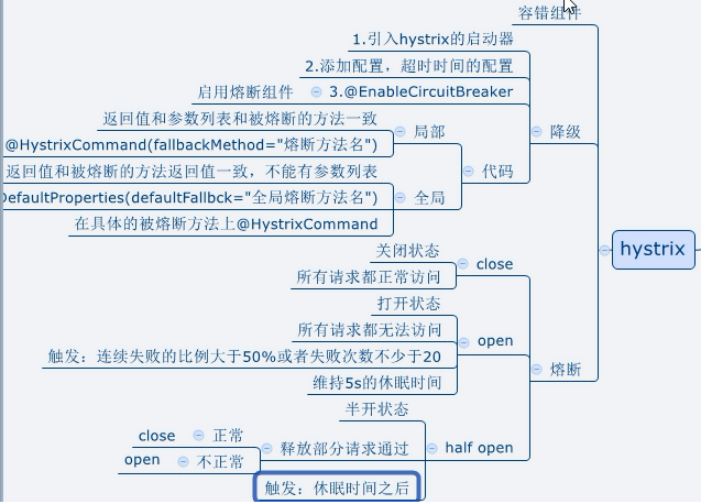 容错组件
1.引入hystrix的启动器
2.添加配置，超时时间的配置
启用熔断组件
3.@EnableCircuitBreaker
返回值和参数列表和被熔断的方法一致
局部
降级
@HystrixCommand(fallbackMethod="熔断方法名")
返回值和被熔断的方法返回值一致，不能有参数列表
代码
DefaultProperties(defaultFallbck="全局熔断方法名")
全局
在具体的被熔断方法上@HystrixCommand
hystrix
关闭状态
close
所有请求都正常访问
打开状态
所有请求都无法访问
open
触发：连续失败的比例大于50%或者失败次数不少于20
熔断
维持5s的休眠时间
半开状态
close
正常
释放部分请求通过
half open
open
不正常
触发：休眠时间之后